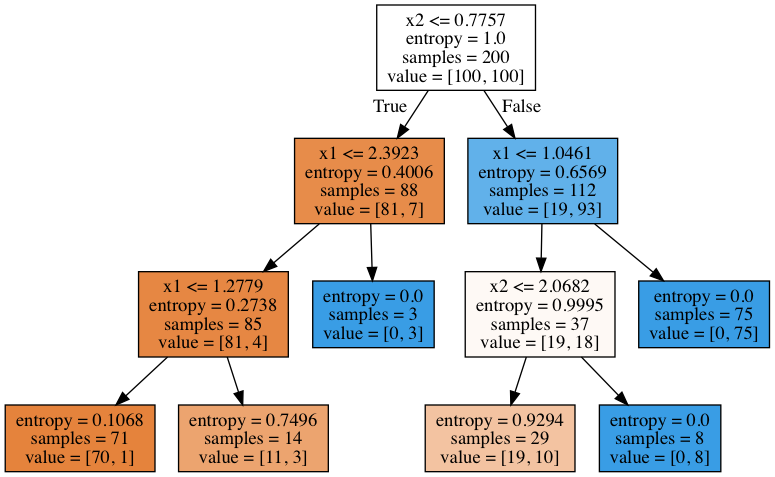 x2 <= 0.7757
entropy = 1.0
samples = 200
value = [100, 100]
True
False
x1 <= 2.3923
entropy = 0.4006
samples = 88
value = [81, 7]
x1 <= 1.0461
entropy = 0.6569
samples = 112
value = [19, 93]
x1 <= 1.2779
entropy = 0.2738
samples = 85
value = [81, 4]
entropy = 0.0
samples = 3
value = [0, 3]
x2 <= 2.0682
entropy = 0.9995
samples = 37
value = [19, 18]
entropy = 0.0
samples = 75
value = [0, 75]
entropy = 0.1068
samples = 71
value = [70, 1]
entropy = 0.7496
samples = 14
value = [11, 3]
entropy = 0.9294
samples = 29
value = [19, 10]
entropy = 0.0
samples = 8
value = [0, 8]